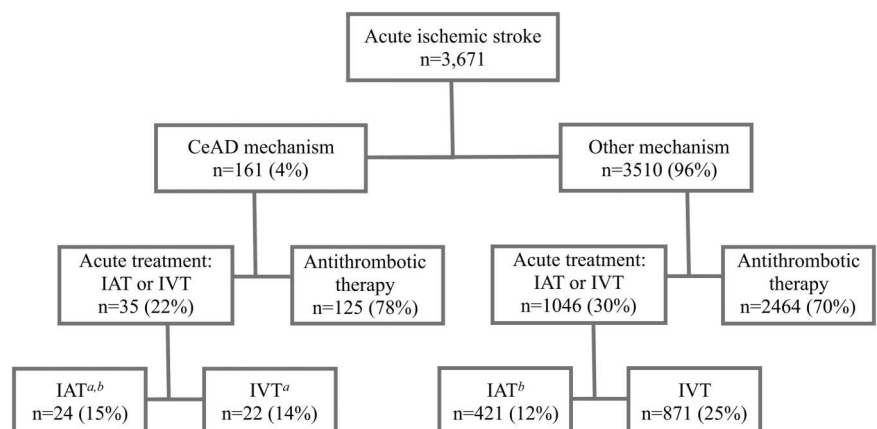 Acute ischemic stroke
n=3,671
CeAD mechanism
n=161 (4%)
Other mechanism
n=3510 (96%)
Acute treatment:
IAT or IVT
n=35 (22%)
Antithrombotic
therapy
n=125 (78%)
Acute treatment:
IAT or IVT
n=1046 (30%)
Antithrombotic
therapy
n=2464 (70%)
IATa,b
n=24 (15%)
IVTa
n=22 (14%)
IATb
n=421 (12%)
IVT
n=871 (25%)